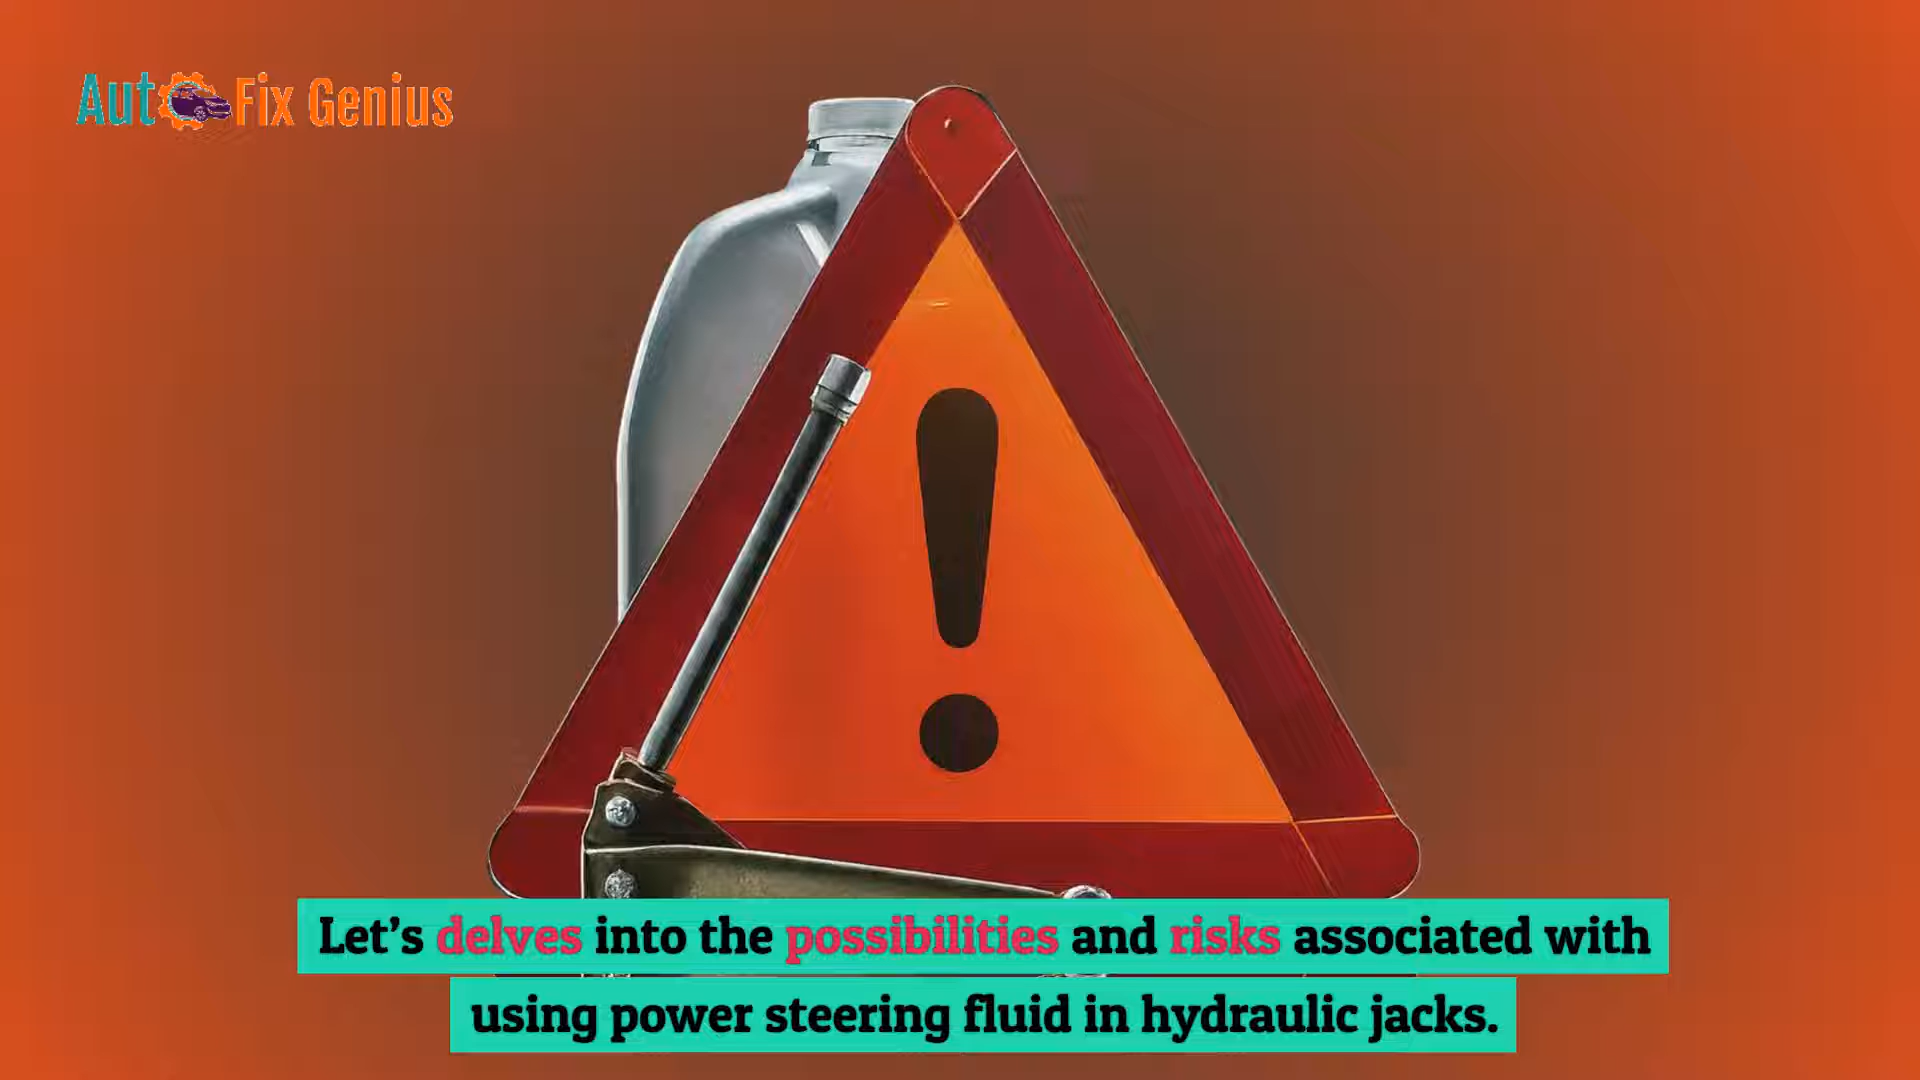 Aut Fix Genius
Let's delves into the possibilities and risks associated with
using power steering fluid in hydraulic jacks.